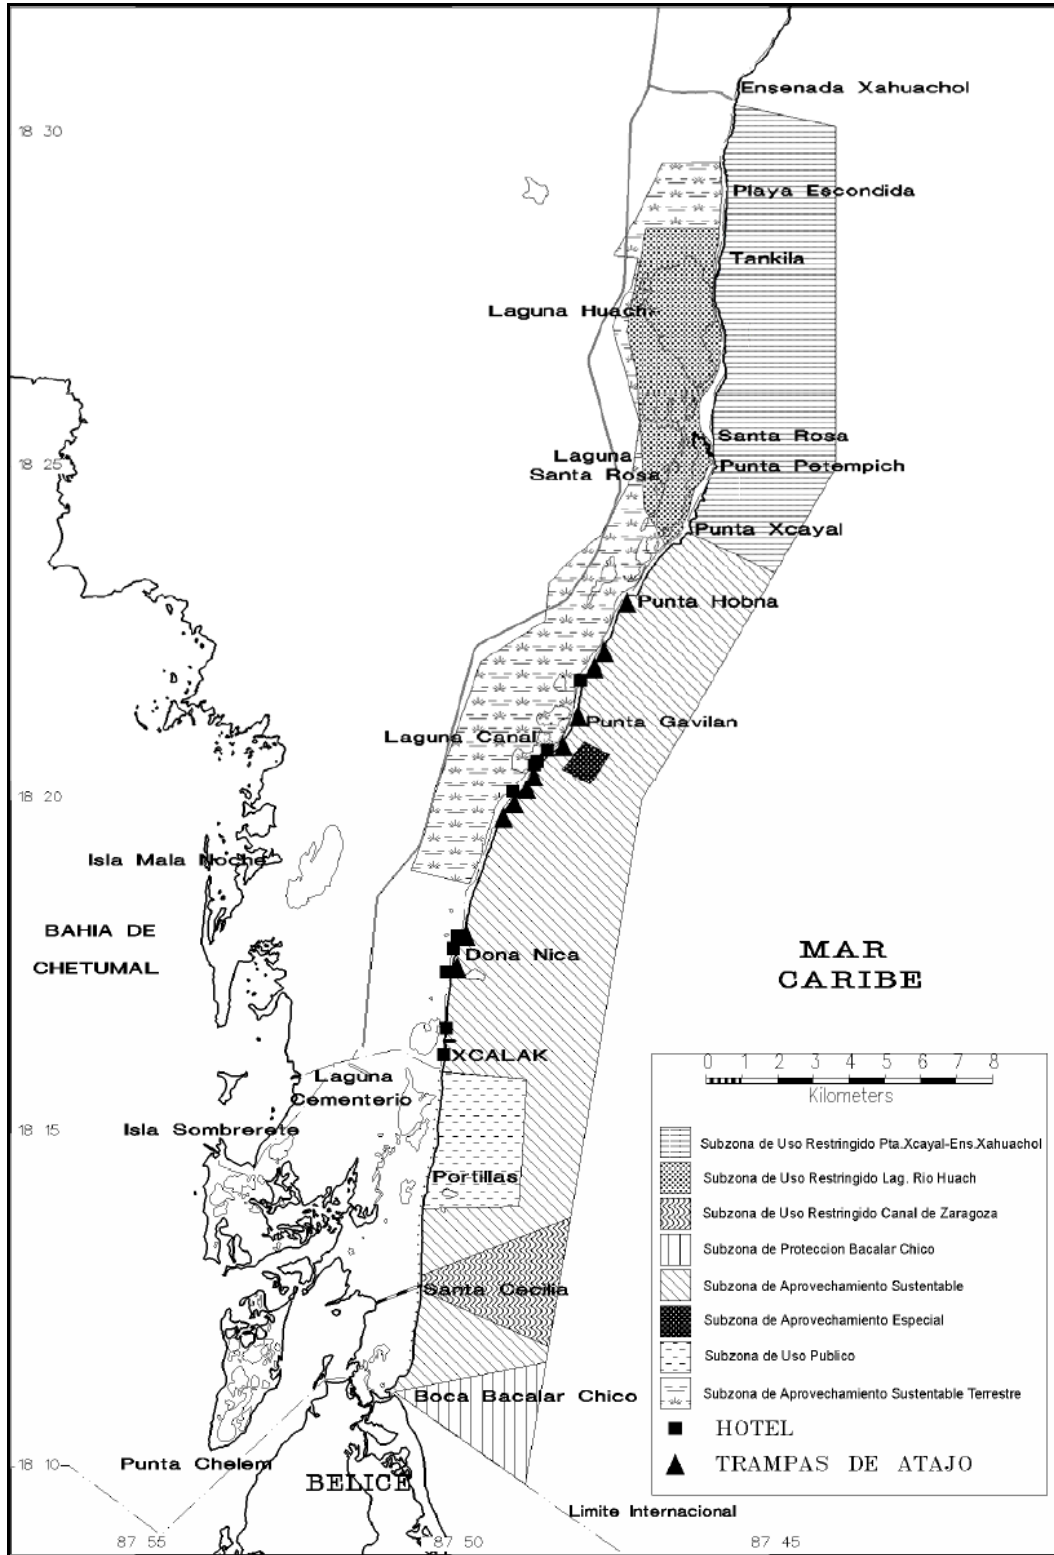 Ensenada Xahuachol
18 30
Playa Escondida
Tankila
Laguna Huach
Santa Rosa
Laguna
Santa Rosa
18 25
Punta Petempich
Punta Xcayal
Punta Hobna
Punta Gavilan
Laguna Canal
18 20
Isla Mala Noche
BAHIA DE
CHETUMAL
Dona Nica
MAR
CARIBE
XCALAK
Laguna
Cementerio
18 15
Isla Sombrerete
Portillas
Santa Cecilia
Boca Bacalar Chico
18 10
Punta Chelem
BELICE
Limite Internacional
87 55
87 50
87 45
0 1 2 3 4 5 6 7 8
Kilometers
Subzona de Uso Restringido Pta.Xcayal-Ens.Xahuachol
Subzona de Uso Restringido Lag. Rio Huach
Subzona de Uso Restringido Canal de Zaragoza
Subzona de Proteccion Bacalar Chico
Subzona de Aprovechamiento Sustentable
Subzona de Aprovechamiento Especial
Subzona de Uso Publico
Subzona de Aprovechamiento Sustentable Terrestre
HOTEL
TRAMPAS DE ATAJO